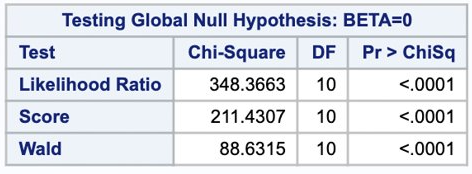 Testing Global Null Hypothesis: BETA=0
Test Chi-Square DF Pr > ChiSq
Likelihood Ratio 348.3663 10 <.0001
Score 211.4307 10 <.0001
Wald 88.6315 10 <.0001